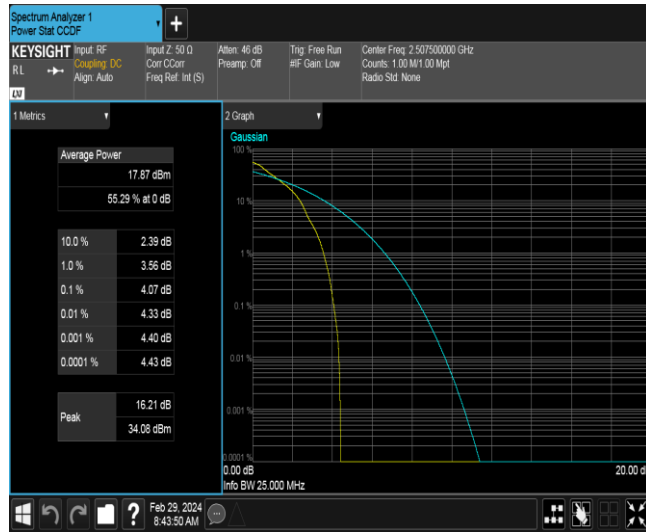 Spectrum Analyzer 1
Power Stat CCDF
KEYSIGHT
RL
LXI
Input: RF
Coupling: DC
Align: Auto
Input Z: 50 Ω
Corr CCorr
Freq Ref: Int (S)
Atten: 46 dB
Preamp: Off
Trig: Free Run
#IF Gain: Low
Center Freq: 2.507500000 GHz
Counts: 1.00 M/1.00 Mpt
Radio Std: None
1 Metrics
Average Power
17.87 dBm
55.29 % at 0 dB
10.0 % 2.39 dB
1.0 % 3.56 dB
0.1 % 4.07 dB
0.01 % 4.33 dB
0.001 % 4.40 dB
0.0001 % 4.43 dB
Peak
16.21 dB
34.08 dBm
2 Graph
Gaussian
100 %
10 %
1 %
0.1 %
0.01 %
0.001 %
0.0001 %
0.00 dB
20.00 d
Info BW 25.000 MHz
?
Feb 29, 2024
8:43:50 AM